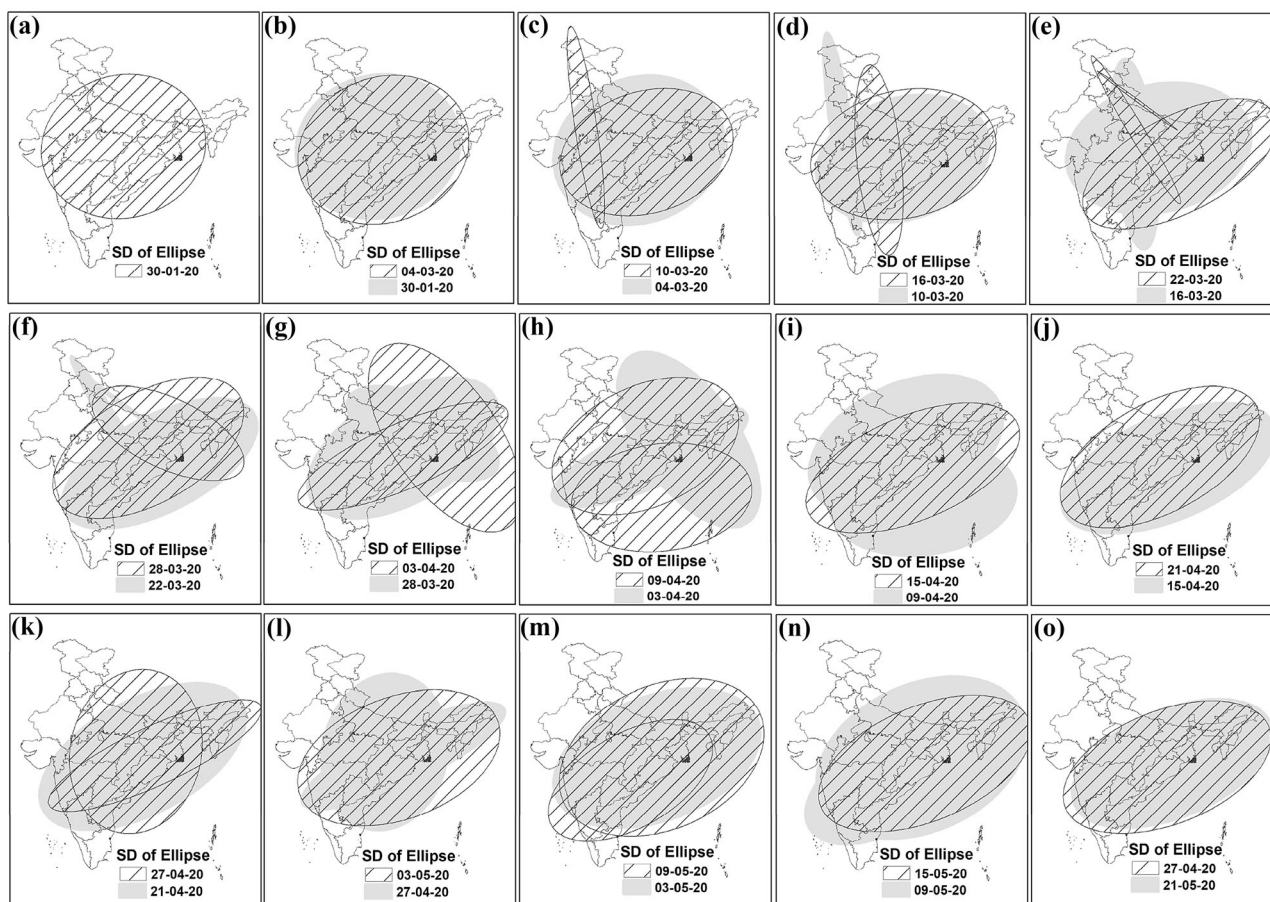 (a)
SD of Ellipse
30-01-20
(b)
SD of Ellipse
04-03-20
30-01-20
(c)
SD of Ellipse
10-03-20
04-03-20
(d)
SD of Ellipse
16-03-20
10-03-20
(e)
SD of Ellipse
22-03-20
16-03-20
(f)
SD of Ellipse
28-03-20
22-03-20
(g)
SD of Ellipse
03-04-20
28-03-20
(h)
SD of Ellipse
09-04-20
03-04-20
(i)
SD of Ellipse
15-04-20
09-04-20
(j)
SD of Ellipse
21-04-20
15-04-20
(k)
SD of Ellipse
27-04-20
21-04-20
(l)
SD of Ellipse
03-05-20
27-04-20
(m)
SD of Ellipse
09-05-20
03-05-20
(n)
SD of Ellipse
15-05-20
09-05-20
(o)
SD of Ellipse
27-04-20
21-05-20